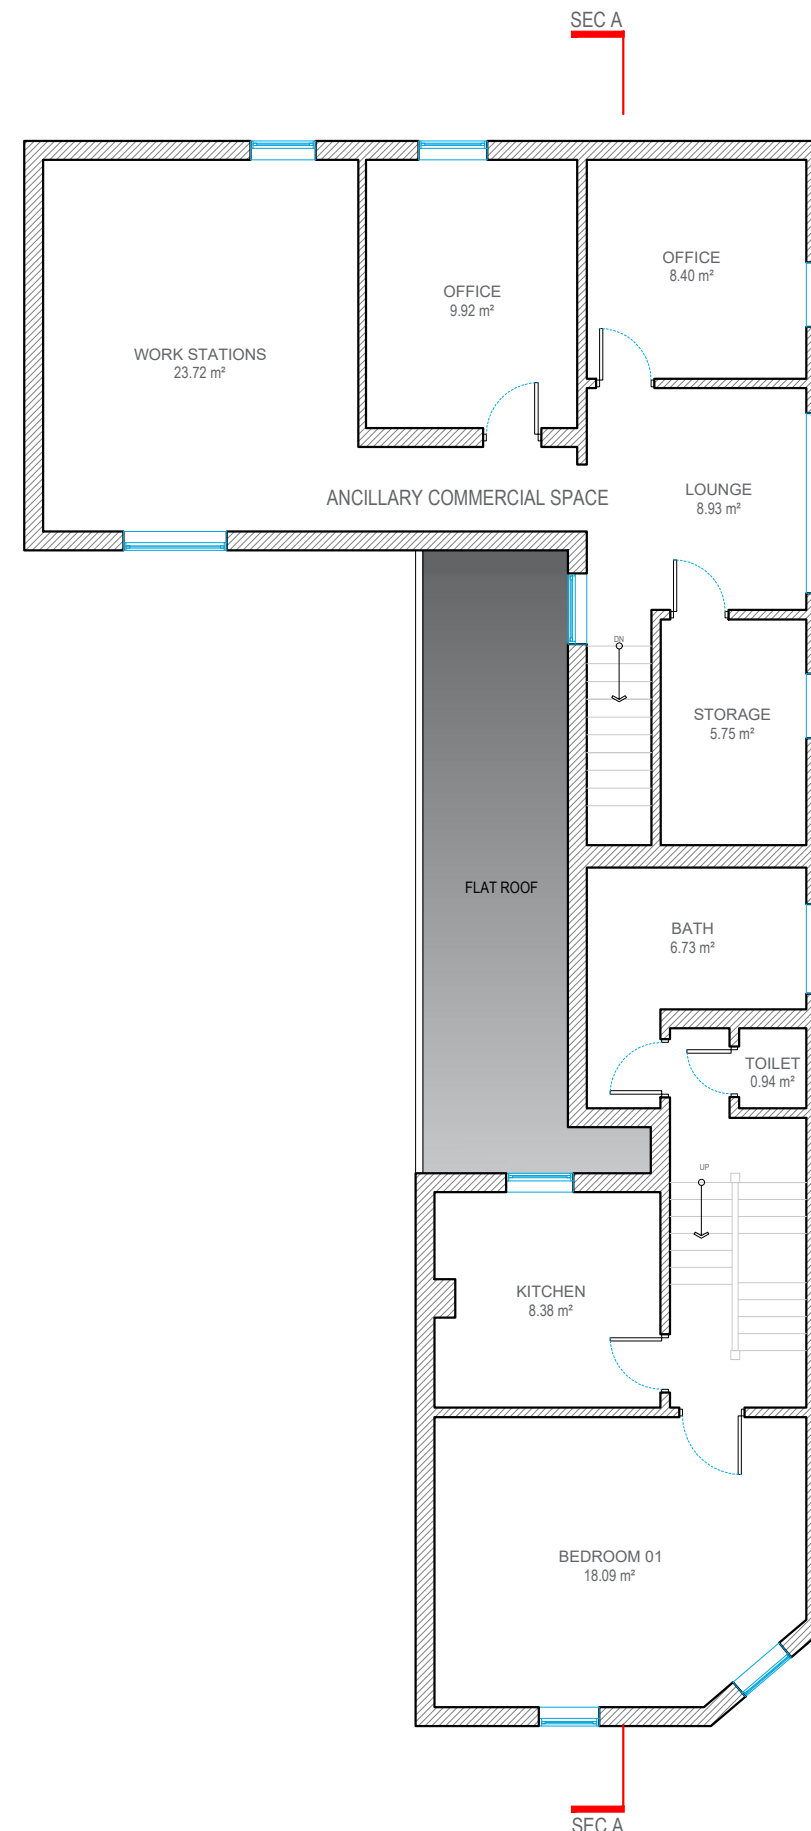 SEC A
OFFICE
8.40 m²
OFFICE
9.92 m²
WORK STATIONS
23.72 m²
ANCILLARY COMMERCIAL SPACE
LOUNGE
8.93 m²
DN
STORAGE
5.75 m²
FLAT ROOF
BATH
6.73 m²
TOILET
0.94 m²
UP
KITCHEN
8.38 m²
BEDROOM 01
18.09 m²
SEC A